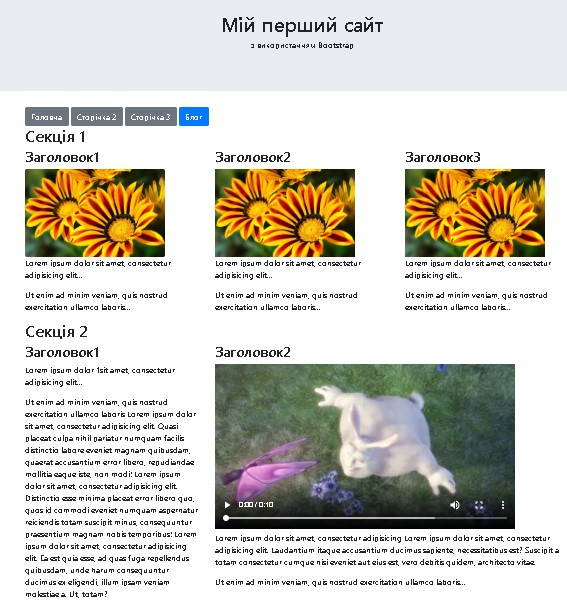 Мій перший сайт
з використанням Bootstrap
Головна Сторінка 2 Сторінка 3 Блог
Секція 1
Заголовок1 Заголовок2 Заголовок3
Lorem ipsum dolor sit amet, consectetur
adipisicing elit...
Ut enim ad minim veniam, quis nostrud
exercitation ullamco laboris...
Lorem ipsum dolor sit amet, consectetur
adipisicing elit...
Ut enim ad minim veniam, quis nostrud
exercitation ullamco laboris...
Lorem ipsum dolor sit amet, consectetur
adipisicing elit...
Ut enim ad minim veniam, quis nostrud
exercitation ullamco laboris...
Секція 2
Заголовок1
Lorem ipsum dolor 1sit amet, consectetur
adipisicing elit...
Ut enim ad minim veniam, quis nostrud
exercitation ullamco laboris Lorem ipsum dolor
sit amet, consectetur adipisicing elit. Quasi
placeat culpa nihil pariatur numquam facilis
distinctio labore eveniet magnam quibusdam,
quaerat accusantium error libero, repudiandae
mollitia eaque iste, non modi! Lorem ipsum
dolor sit amet, consectetur adipisicing elit.
Distinctio esse minima placeat error libero quo,
quos id commodi eveniet numquam aspernatur
reiciendis totam suscipit minus, consequuntur
praesentium magnam nobis temporibus! Lorem
ipsum dolor sit amet, consectetur adipisicing
elit. Ea est quia esse, ad quas fuga repellendus
quibusdam, unde harum consequuntur
ducimus ex eligendi, illum ipsam veniam
molestiae a. Ut, totam?
Заголовок2
0:00 / 0:10
Lorem ipsum dolor sit amet, consectetur adipisicing Lorem ipsum dolor sit amet, consectetur
adipisicing elit. Laudantium itaque accusantium ducimus sapiente, necessitatibus est? Suscipit a
totam consectetur cumque nisi eveniet aut eius est, vero debitis quidem, architecto vitae.
Ut enim ad minim veniam, quis nostrud exercitation ullamco laboris...